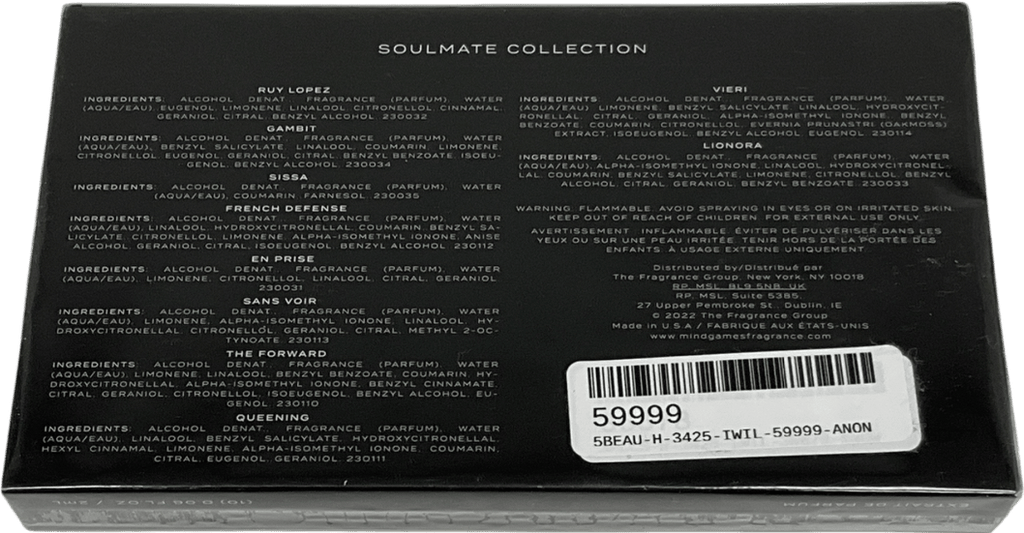 SOULMATE COLLECTION
RUY LOPEZ
INGREDIENTS: ALCOHOL DENAT., FRAGRANCE (PARFUM), WATER
(AQUA/EAU), EUGENOL, LIMONENE, LINALOOL, CITRONELLOL, CINNAMAL,
GERANIOL, CITRAL, BENZYL ALCOHOL. 230032
GAMBIT
INGREDIENTS: ALCOHOL DENAT., FRAGRANCE (PARFUM), WATER
(AQUA/EAU), BENZYL SALICYLATE, LINALOOL, COUMARIN, LIMONENE,
CITRONELLOL, EUGENOL, GERANIOL, CITRAL, BENZYL BENZOATE, ISOEU-
GENOL, BENZYL ALCOHOL. 230034
SISSA
INGREDIENTS: ALCOHOL DENAT., FRAGRANCE (PARFUM), WATER
(AQUA/EAU), COUMARIN, FARNESOL. 230035
FRENCH DEFENSE
INGREDIENTS: ALCOHOL DENAT., FRAGRANCE (PARFUM), WATER
(AQUA/EAU), LINALOOL, HYDROXYCITRONELLAL, COUMARIN, BENZYL SA-
LICYLATE, CITRONELLOL, LIMONENE, ALPHA-ISOMETHYL IONONE, ANISE
ALCOHOL, GERANIOL, CITRAL, ISOEUGENOL, BENZYL ALCOHOL. 230112
EN PRISE
INGREDIENTS: ALCOHOL DENAT., FRAGRANCE (PARFUM), WATER
(AQUA/EAU), LIMONENE, CITRONELLOL, LINALOOL, CITRAL, GERANIOL.
230031
SANS VOIR
INGREDIENTS: ALCOHOL DENAT., FRAGRANCE (PARFUM), WATER
(AQUA/EAU), LIMONENE, ALPHA-ISOMETHYL IONONE, LINALOOL, HY-
DROXYCITRONELLAL, CITRONELLOL, GERANIOL, CITRAL, METHYL 2-OC-
TYNOATE. 230113
THE FORWARD
INGREDIENTS: ALCOHOL DENAT., FRAGRANCE (PARFUM), WATER
(AQUA/EAU), LIMONENE, LINALOOL, BENZYL BENZOATE, COUMARIN, HY-
DROXYCITRONELLAL, ALPHA-ISOMETHYL IONONE, BENZYL CINNAMATE,
CITRAL, GERANIOL, CITRONELLOL, ISOEUGENOL, BENZYL ALCOHOL, EU-
GENOL. 230110
QUEENING
INGREDIENTS: ALCOHOL DENAT., FRAGRANCE (PARFUM), WATER
(AQUA/EAU), LINALOOL, BENZYL SALICYLATE, HYDROXYCITRONELLAL,
HEXYL CINNAMAL, LIMONENE, ALPHA-ISOMETHYL IONONE, COUMARIN,
CITRAL, EUGENOL, GERANIOL. 230111
VIERI
INGREDIENTS: ALCOHOL DENAT., FRAGRANCE (PARFUM), WATER
(AQUA/EAU), LIMONENE, BENZYL SALICYLATE, LINALOOL, HYDROXYCIT-
RONELLAL, CITRAL, GERANIOL, ALPHA-ISOMETHYL IONONE, BENZYL
BENZOATE, COUMARIN, CITRONELLOL, EVERNIA PRUNASTRI (OAKMOSS)
EXTRACT, ISOEUGENOL, BENZYL ALCOHOL, EUGENOL. 230114
LIONORA
INGREDIENTS: ALCOHOL DENAT., FRAGRANCE (PARFUM), WATER
(AQUA/EAU), ALPHA-ISOMETHYL IONONE, LINALOOL, HYDROXYCITRONEL-
LAL, COUMARIN, BENZYL SALICYLATE, LIMONENE, CITRONELLOL, BENZYL
ALCOHOL, CITRAL, GERANIOL, BENZYL BENZOATE. 230033
WARNING: FLAMMABLE. AVOID SPRAYING IN EYES OR ON IRRITATED SKIN.
KEEP OUT OF REACH OF CHILDREN. FOR EXTERNAL USE ONLY.
AVERTISSEMENT : INFLAMMABLE. ÉVITER DE PULVÉRISER DANS LES
YEUX OU SUR UNE PEAU IRRITÉE. TENIR HORS DE LA PORTÉE DES
ENFANTS. À USAGE EXTERNE UNIQUEMENT.
Distributed by/Distribué par
The Fragrance Group, New York, NY 10018
RP, MSL, BL9 5NB, UK
RP, MSL, Suite 5385,
27 Upper Pembroke St., Dublin, IE
© 2022 The Fragrance Group
Made in U.S.A / FABRIQUE AUX ÉTATS-UNIS
www.mindgamesfragrance.com
59999
5BEAU-H-3425-IWIL-59999-ANON
(10) 0.06 FL OZ / 2mL
EXTRAIT DE PARFUM